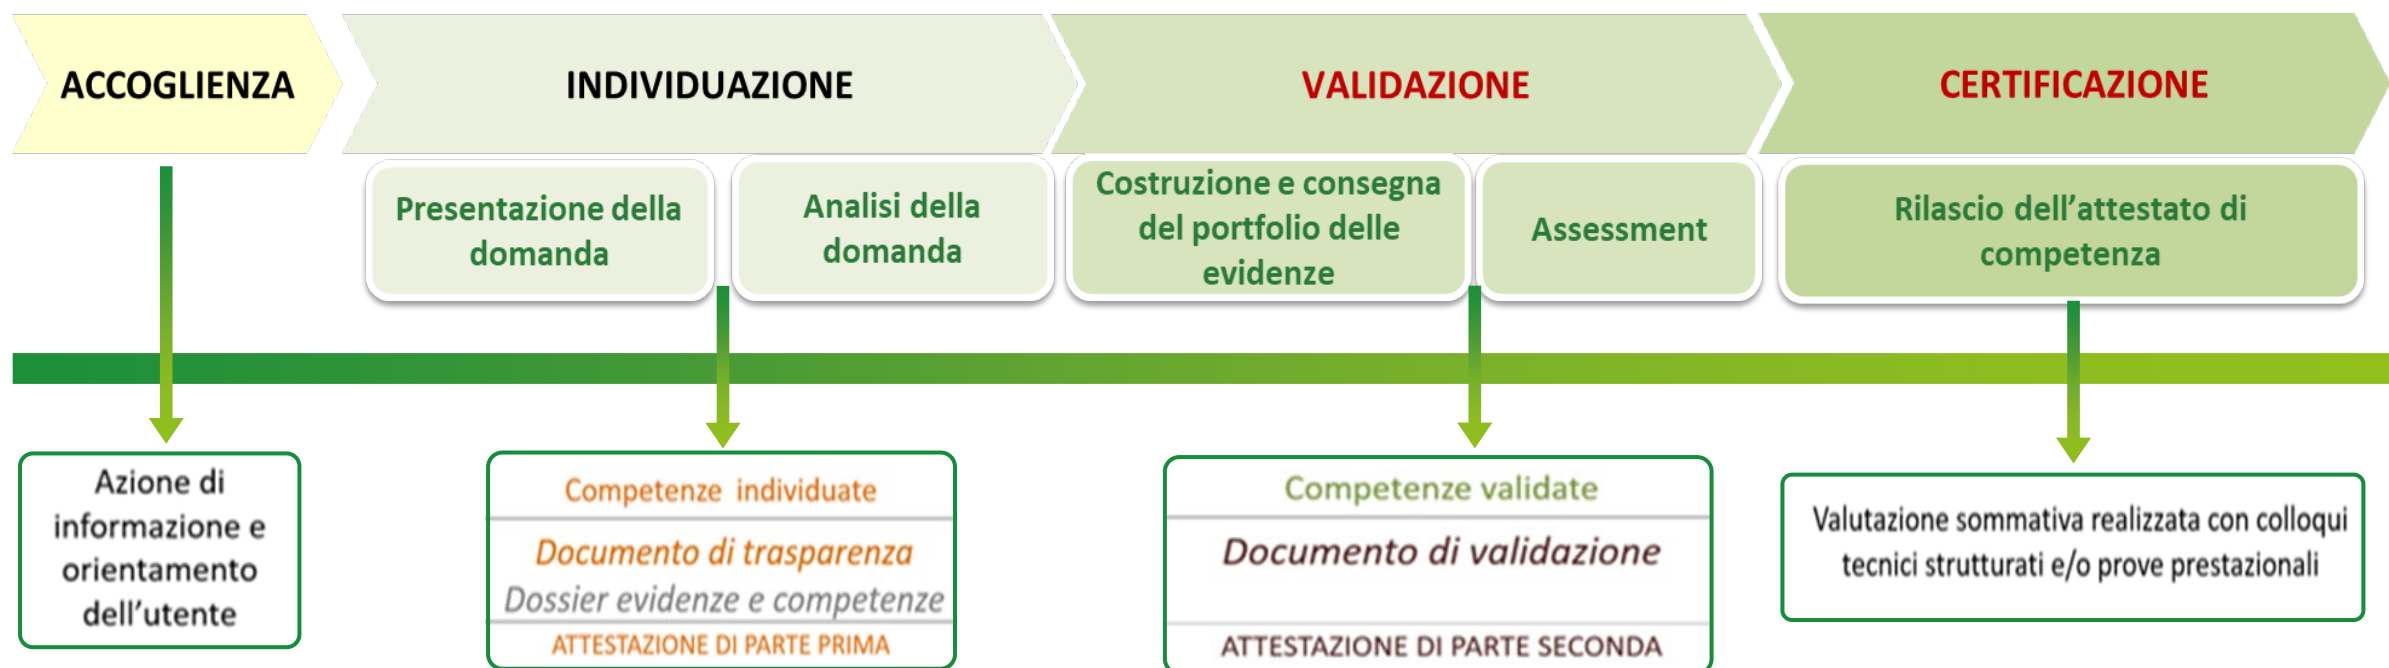 ACCOGLIENZA
INDIVIDUAZIONE
VALIDAZIONE
CERTIFICAZIONE
Presentazione della
domanda
Analisi della
domanda
Costruzione e consegna
del portfolio delle
evidenze
Assessment
Rilascio dell'attestato di
competenza
Azione di
informazione e
orientamento
dell'utente
Competenze individuate
Documento di trasparenza
Dossier evidenze e competenze
ATTESTAZIONE DI PARTE PRIMA
Competenze validate
Documento di validazione
ATTESTAZIONE DI PARTE SECONDA
Valutazione sommativa realizzata con colloqui
tecnici strutturati e/o prove prestazionali